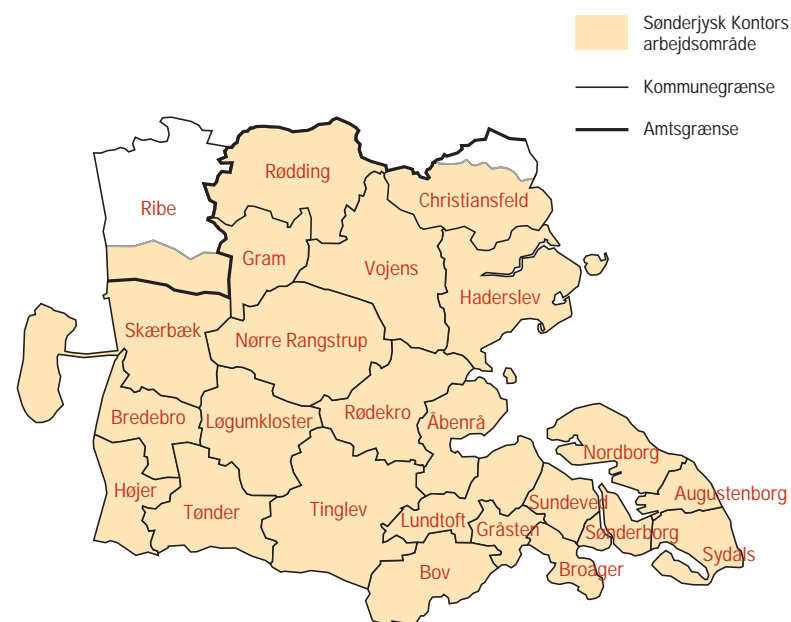 Sønderjysk Kontors
arbejdsområde
Kommunegrænse
Amtsgrænse
Rødding
Christiansfeld
Ribe
Gram
Vojens
Haderslev
Skærbæk
Nørre Rangstrup
Bredebro
Løgumkloster
Rødekro
Åbenrå
Nordborg
Højer
Tønder
Tinglev
Sundeved
Augustenborg
Lundtoft
Gråsten
Sønderborg
Sydals
Bov
Broager